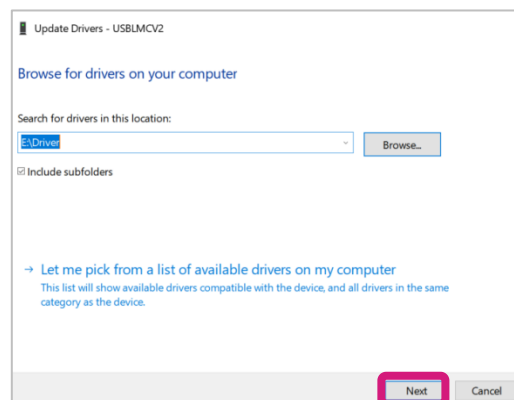 Update Drivers - USBLMCV2
Browse for drivers on your computer
Search for drivers in this location:
E:\Driver
Browse...
Include subfolders
→ Let me pick from a list of available drivers on my computer
This list will show available drivers compatible with the device, and all drivers in the same
category as the device.
Next
Cancel